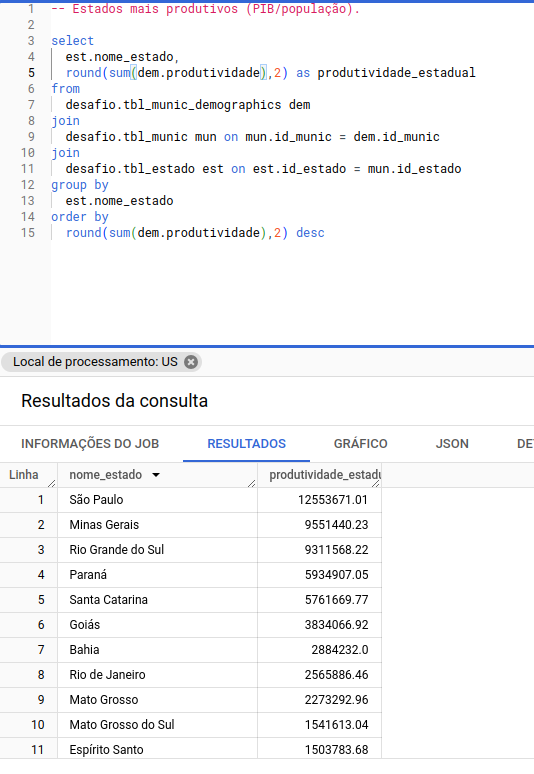 1 -- Estados mais produtivos (PIB/população).
2
3 select
4 est.nome_estado,
5 round(sum(dem.produtividade),2) as produtividade_estadual
6 from
7 desafio.tbl_munic_demographics dem
8 join
9 desafio.tbl_munic mun on mun.id_munic = dem.id_munic
10 join
11 desafio.tbl_estado est on est.id_estado = mun.id_estado
12 group by
13 est.nome_estado
14 order by
15 round(sum(dem.produtividade),2) desc
Local de processamento: US
Resultados da consulta
INFORMAÇÕES DO JOB RESULTADOS GRÁFICO JSON DE
Linha nome_estado produtividade_estadu
1 São Paulo 12553671.01
2 Minas Gerais 9551440.23
3 Rio Grande do Sul 9311568.22
4 Paraná 5934907.05
5 Santa Catarina 5761669.77
6 Goiás 3834066.92
7 Bahia 2884232.0
8 Rio de Janeiro 2565886.46
9 Mato Grosso 2273292.96
10 Mato Grosso do Sul 1541613.04
11 Espírito Santo 1503783.68